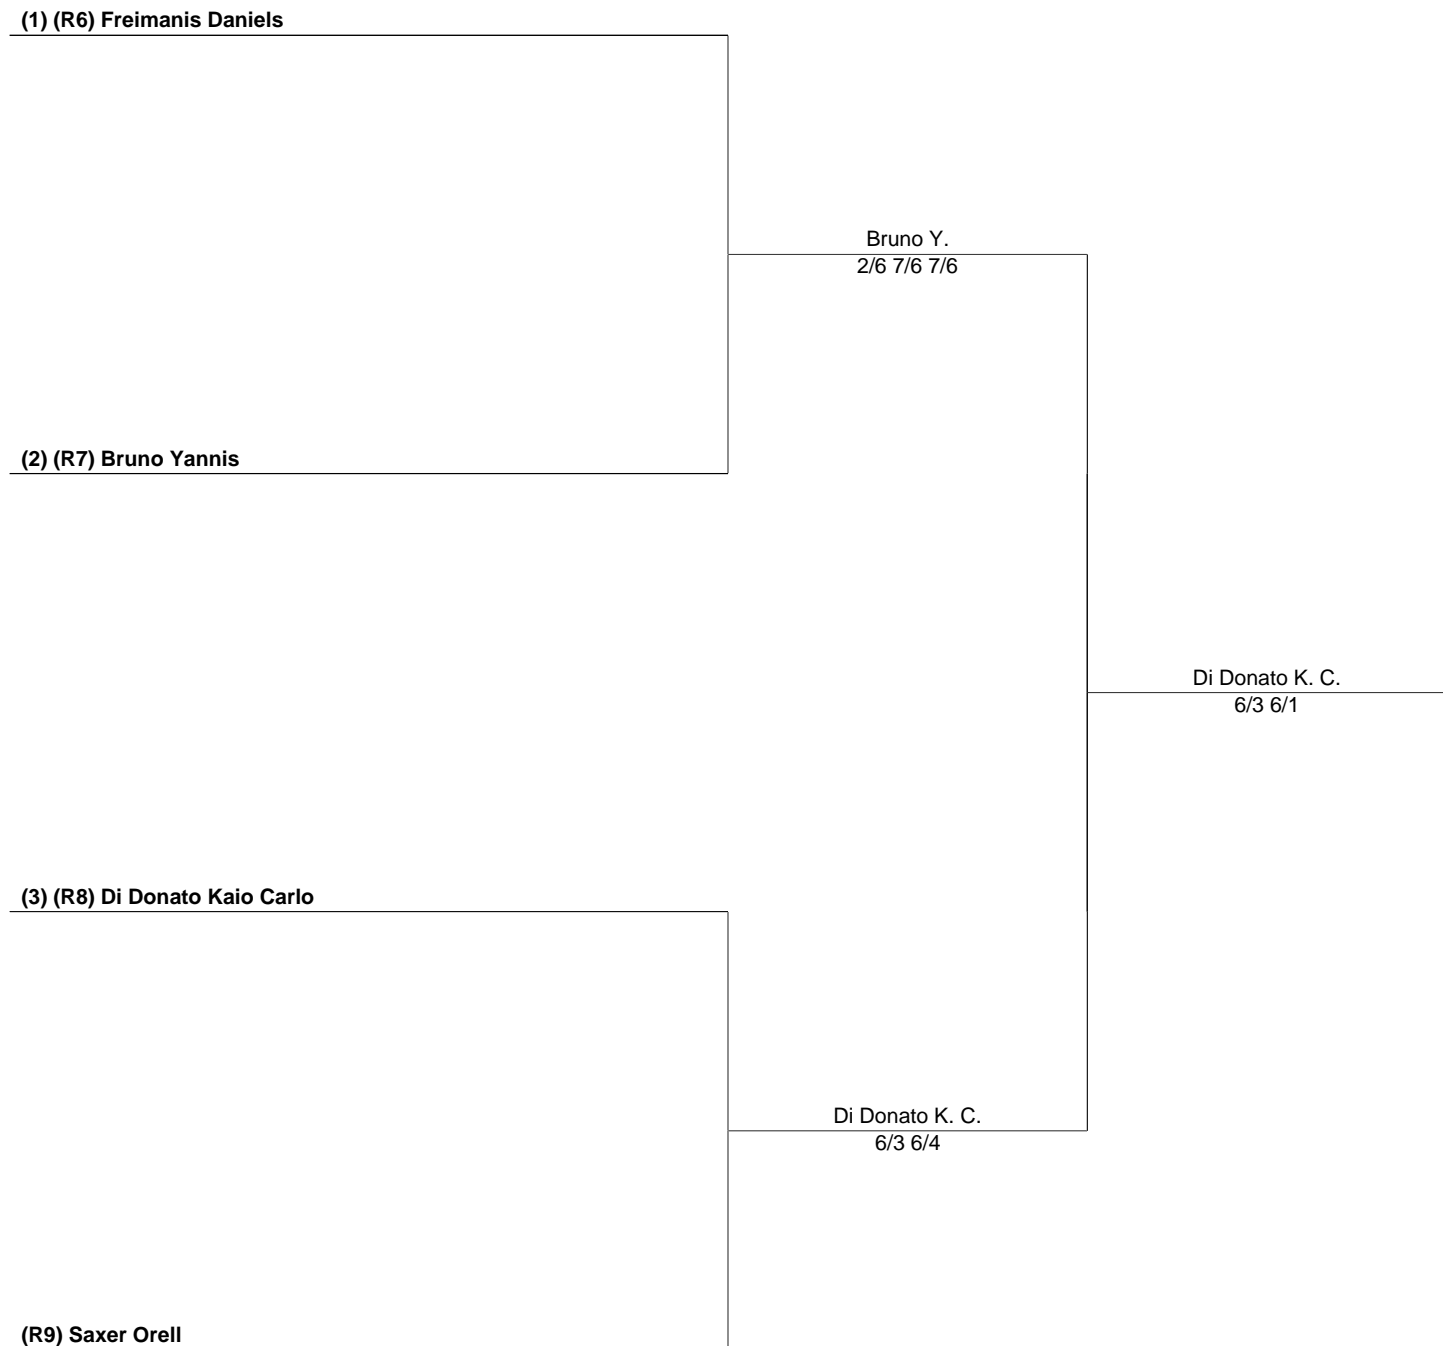 (1) (R6) Freimanis Daniels
Bruno Y.
2/6 7/6 7/6
(2) (R7) Bruno Yannis
Di Donato K. C.
6/3 6/1
(3) (R8) Di Donato Kaio Carlo
Di Donato K. C.
6/3 6/4
(R9) Saxer Orell